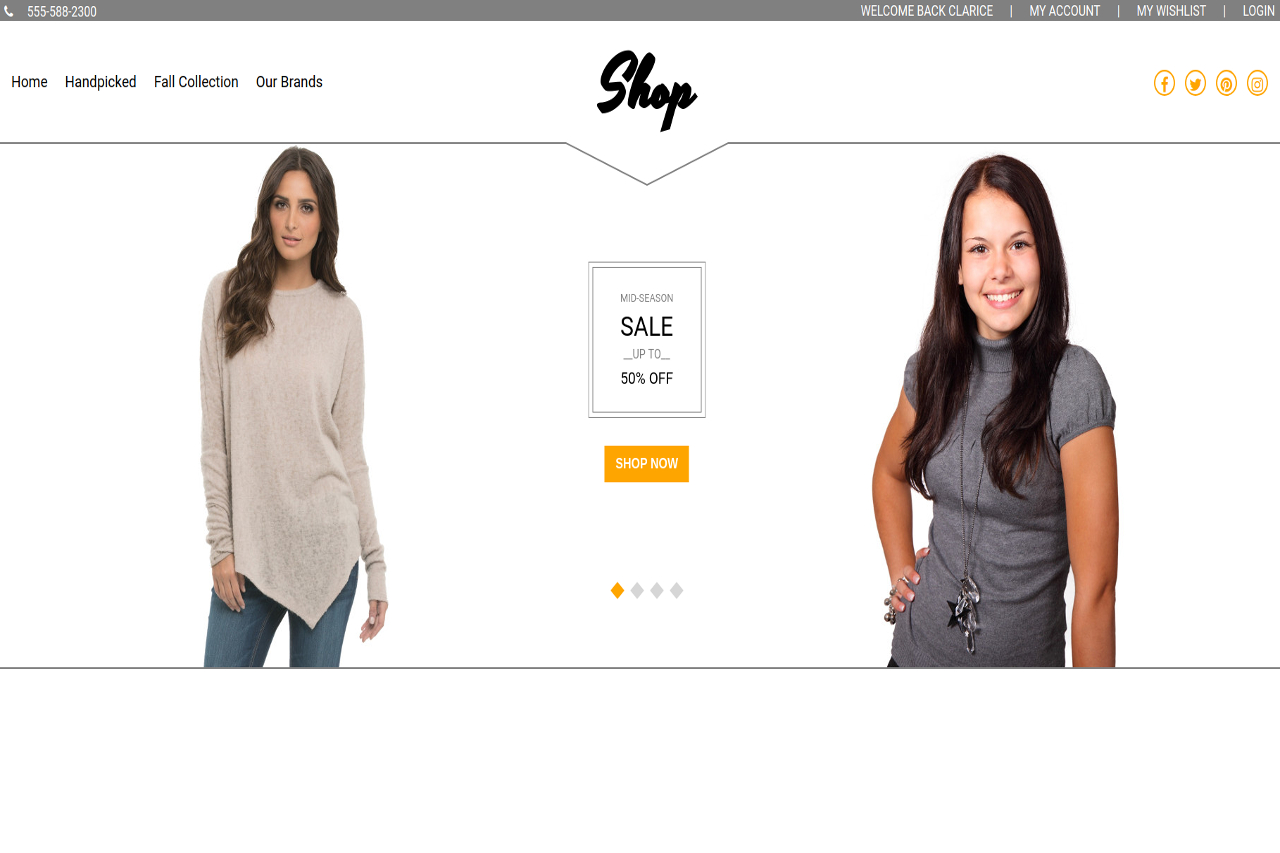 555-588-2300
WELCOME BACK CLARICE | MY ACCOUNT | MY WISHLIST | LOGIN
Home Handpicked Fall Collection Our Brands
Shop
MID-SEASON
SALE
__UP TO__
50% OFF
SHOP NOW